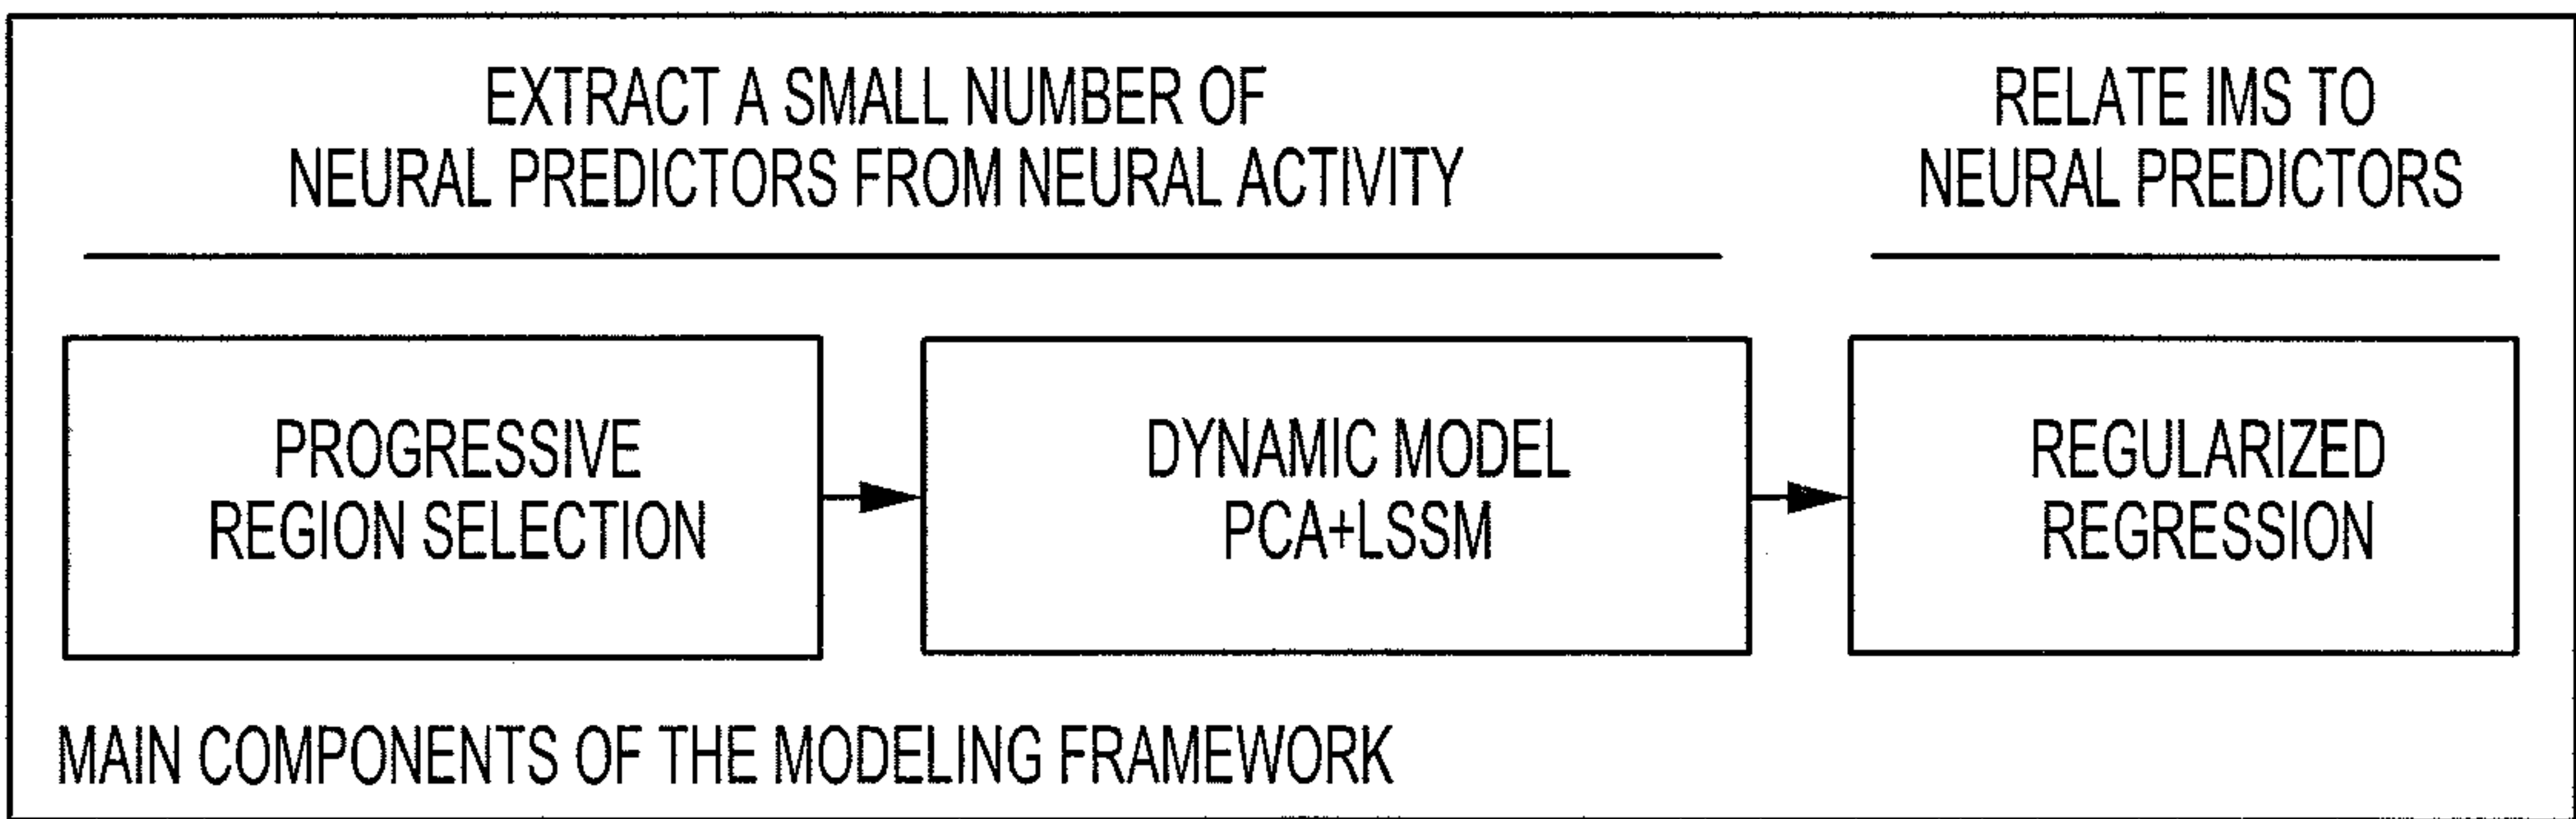 EXTRACT A SMALL NUMBER OF
NEURAL PREDICTORS FROM NEURAL ACTIVITY
RELATE IMS TO
NEURAL PREDICTORS
PROGRESSIVE
REGION SELECTION
DYNAMIC MODEL
PCA+LSSM
REGULARIZED
REGRESSION
MAIN COMPONENTS OF THE MODELING FRAMEWORK